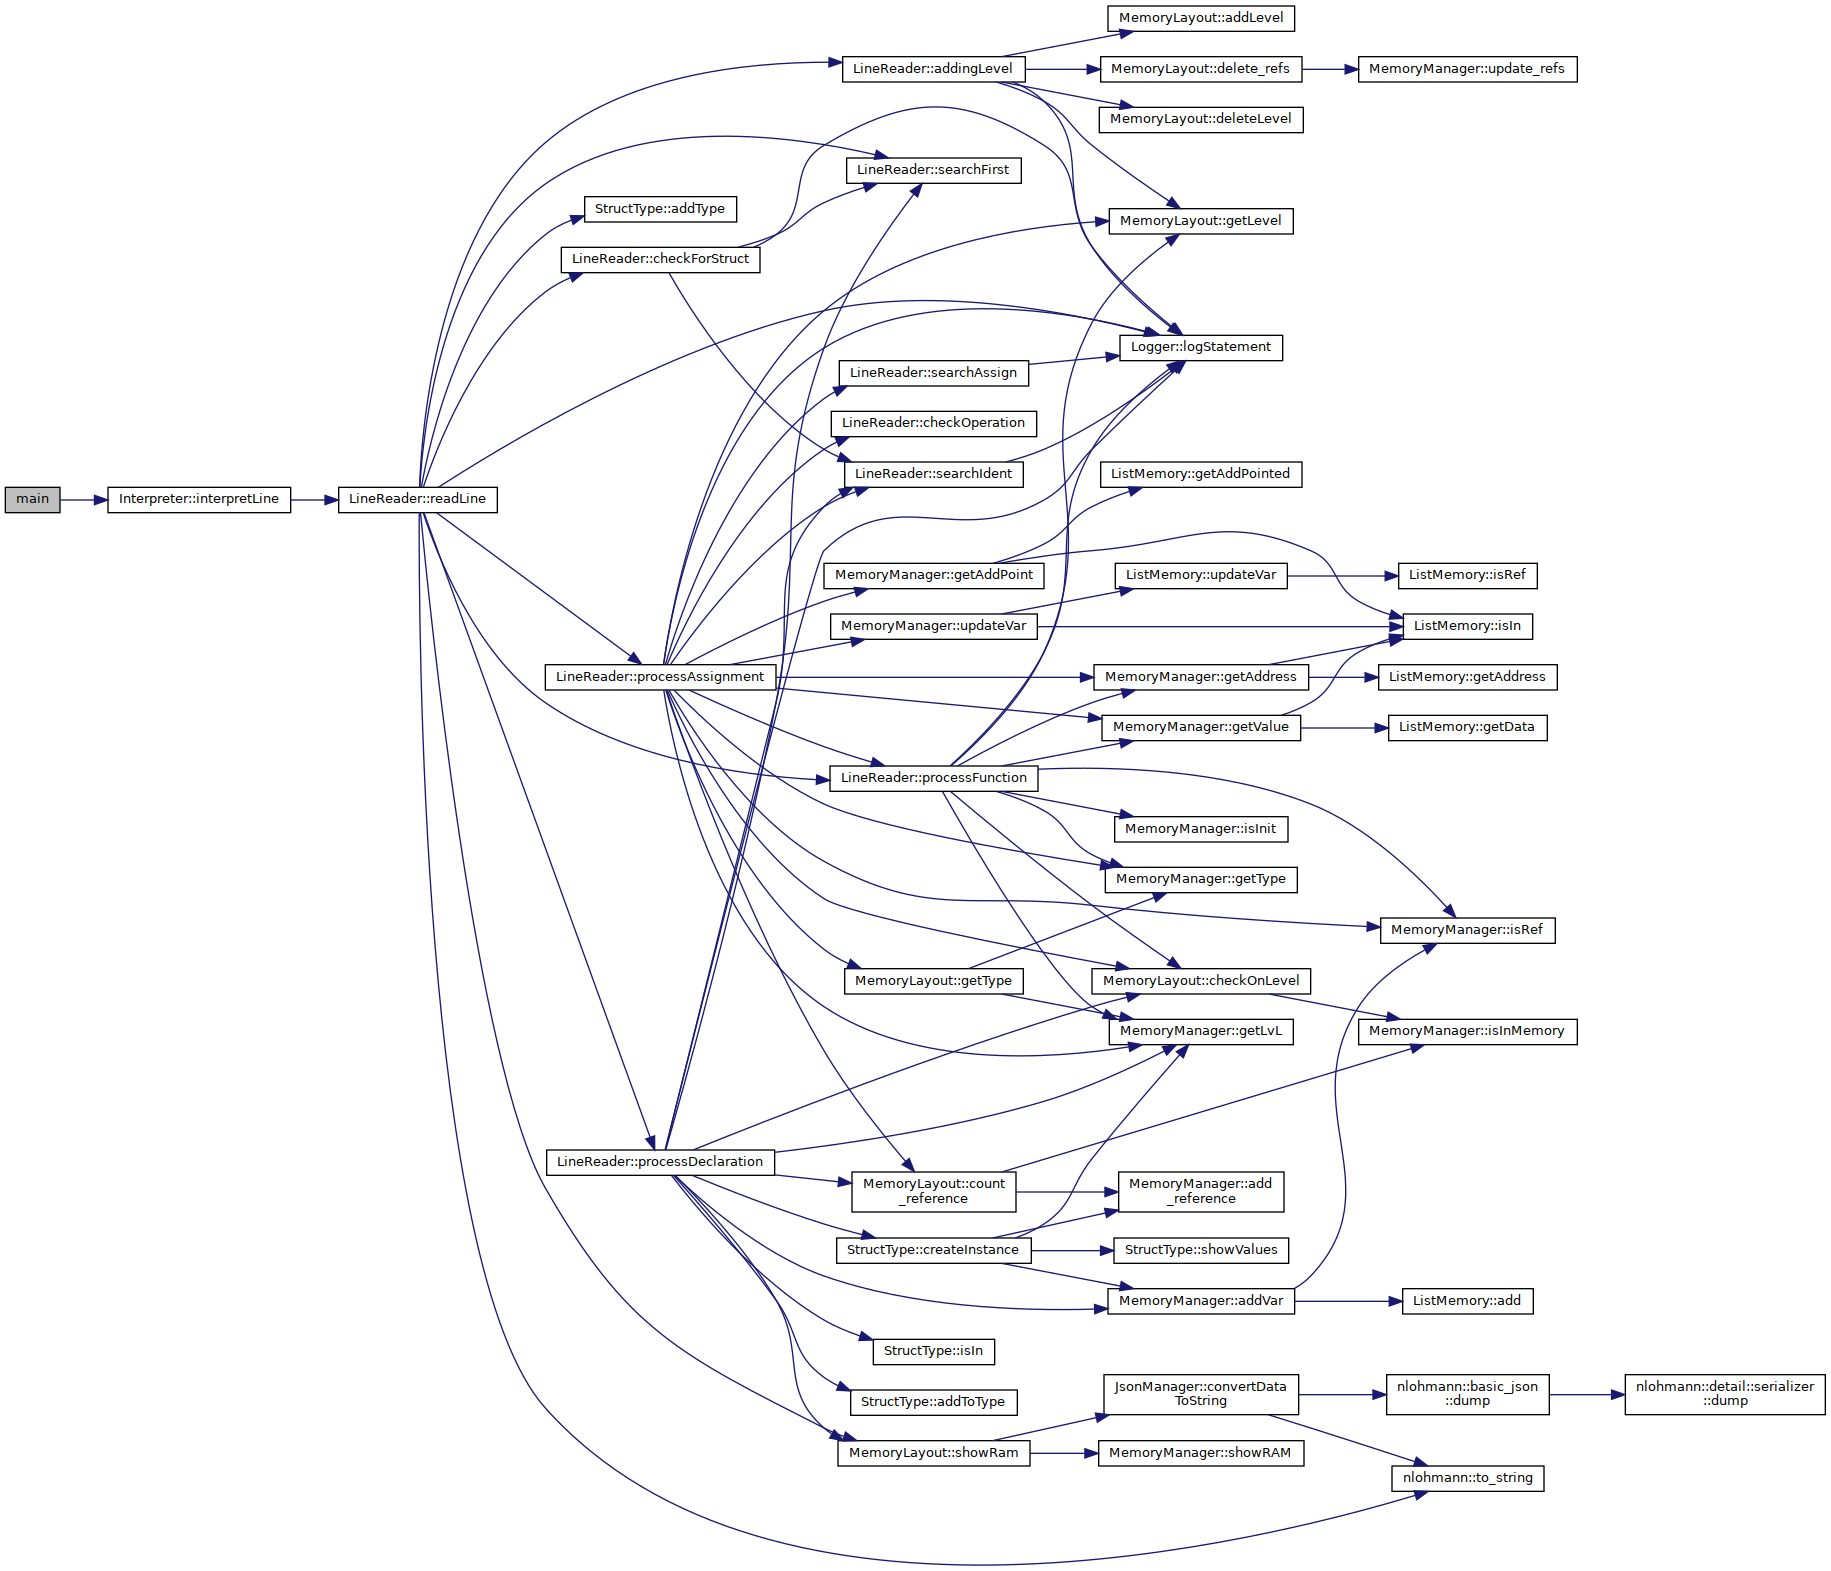 MemoryLayout::addLevel
LineReader::addingLevel
MemoryLayout::delete_refs
MemoryManager::update_refs
MemoryLayout::deleteLevel
LineReader::searchFirst
StructType::addType
MemoryLayout::getLevel
LineReader::checkForStruct
Logger::logStatement
LineReader::searchAssign
LineReader::checkOperation
LineReader::searchIdent
ListMemory::getAddPointed
main
Interpreter::interpretLine
LineReader::readLine
MemoryManager::getAddPoint
ListMemory::updateVar
ListMemory::isRef
MemoryManager::updateVar
ListMemory::isIn
LineReader::processAssignment
MemoryManager::getAddress
ListMemory::getAddress
MemoryManager::getValue
ListMemory::getData
LineReader::processFunction
MemoryManager::isInit
MemoryManager::getType
MemoryManager::isRef
MemoryLayout::getType
MemoryLayout::checkOnLevel
MemoryManager::getLvL
MemoryManager::isInMemory
LineReader::processDeclaration
MemoryLayout::count
_reference
MemoryManager::add
_reference
StructType::createInstance
StructType::showValues
MemoryManager::addVar
ListMemory::add
StructType::isIn
JsonManager::convertData
ToString
nlohmann::basic_json
::dump
nlohmann::detail::serializer
::dump
StructType::addToType
MemoryLayout::showRam
MemoryManager::showRAM
nlohmann::to_string